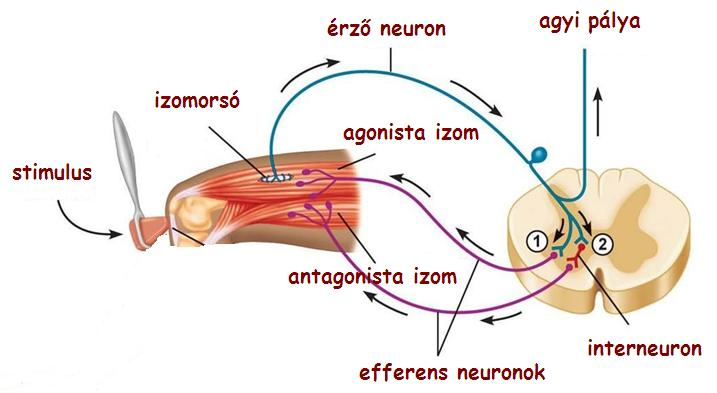 agyi pálya
érző neuron
izomorsó
agonista izom
stimulus
1
2
antagonista izom
interneuron
efferens neuronok